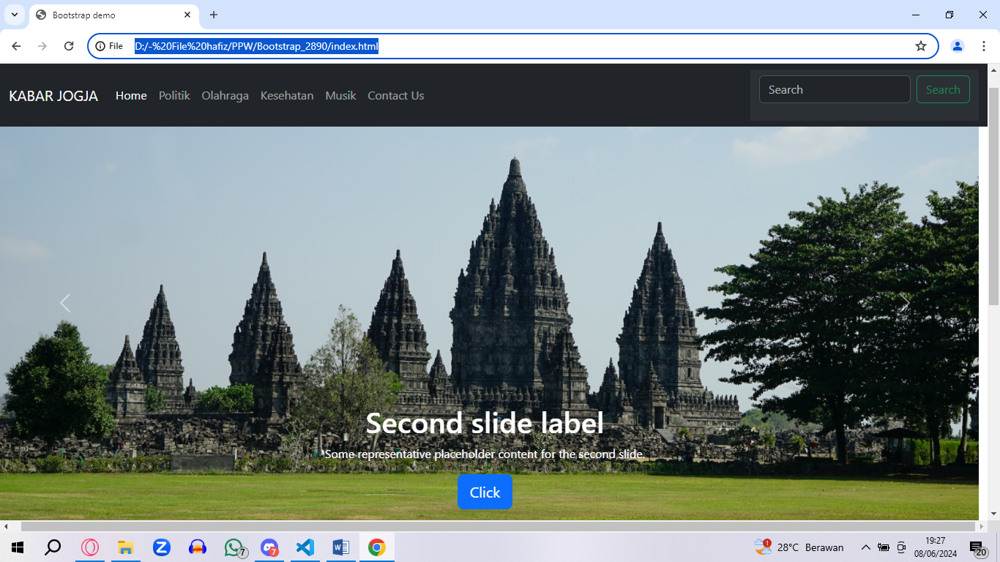 Bootstrap demo
File D:/-%20File%20hafiz/PPW/Bootstrap_2890/index.html
KABAR JOGJA Home Politik Olahraga Kesehatan Musik Contact Us Search Search
Second slide label
Some representative placeholder content for the second slide.
Click
7
7
1
28°C Berawan
19:27
08/06/2024
20